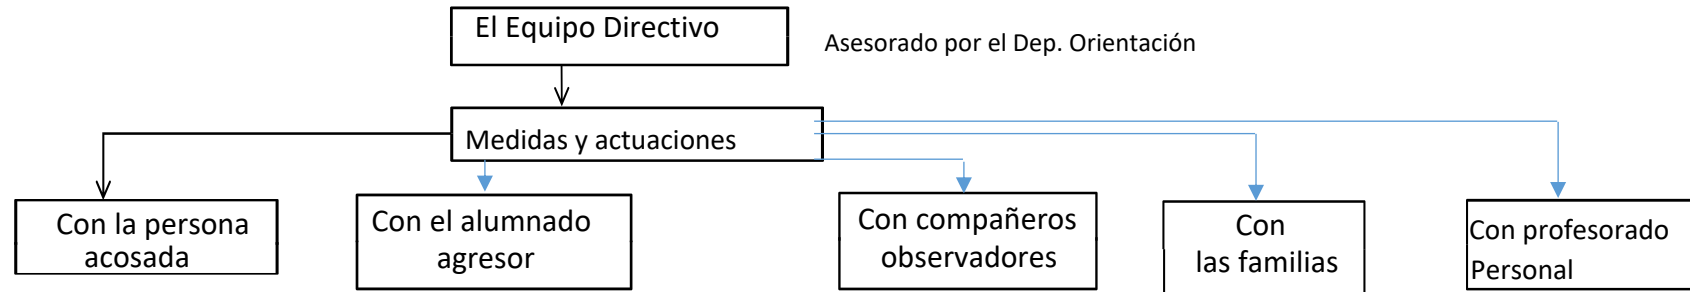 El Equipo Directivo
Asesorado por el Dep. Orientación
Medidas y actuaciones
Con la persona
acosada
Con el alumnado
agresor
Con compañeros
observadores
Con
las familias
Con profesorado
Personal